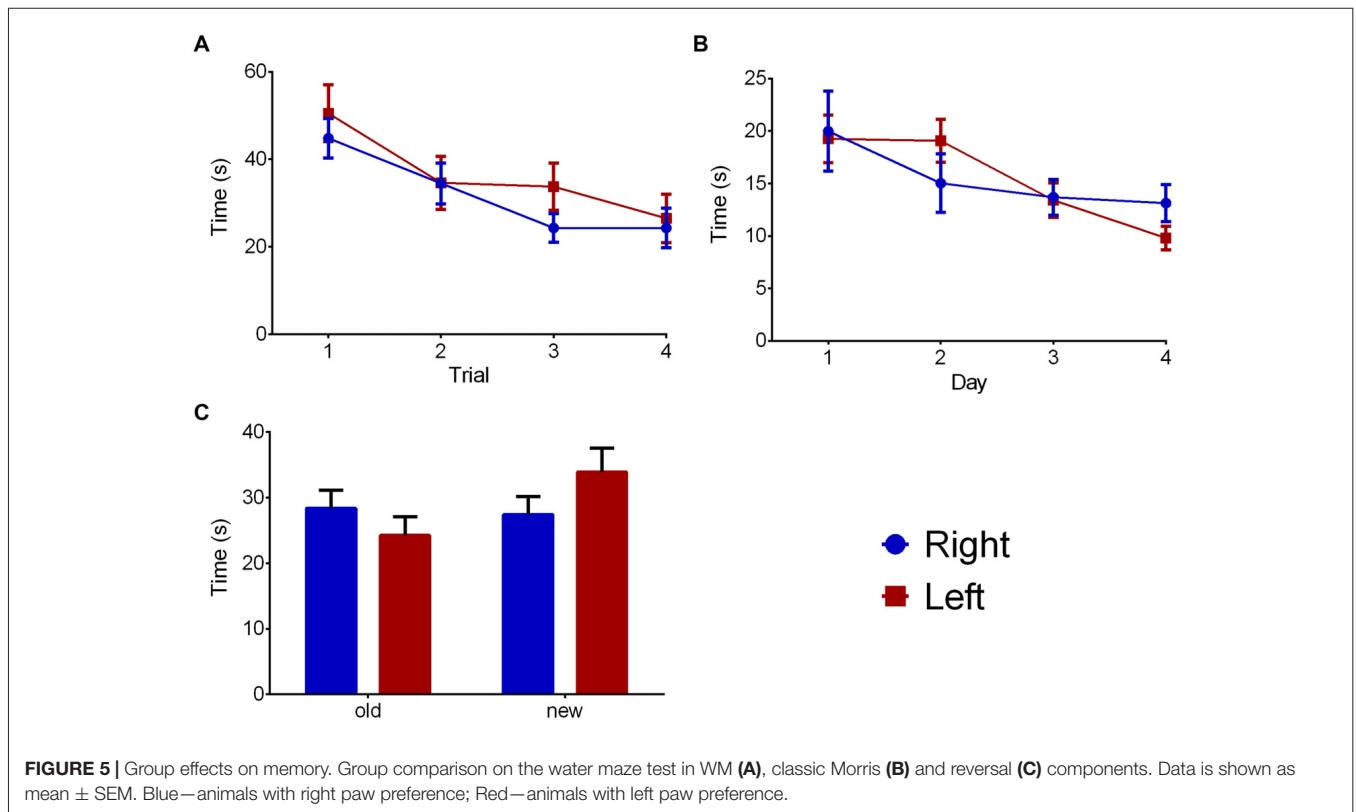 A
60
40
20
0
Time (s)
1 2 3 4
Trial
B
25
20
15
10
5
0
Time (s)
1 2 3 4
Day
C
40
30
20
10
0
Time (s)
old new
Right
Left
FIGURE 5 | Group effects on memory. Group comparison on the water maze test in WM (A), classic Morris (B) and reversal (C) components. Data is shown as
mean ± SEM. Blue—animals with right paw preference; Red—animals with left paw preference.